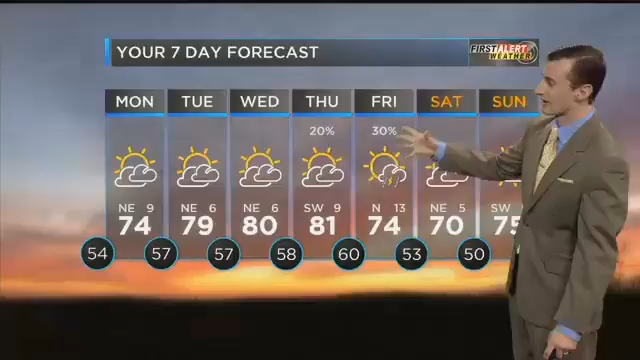 YOUR 7 DAY FORECAST
FIRST ALERT
WEATHER
MON TUE WED THU FRI SAT SUN
20% 30%
NE 9 NE 6 NE 6 SW 9 N 13 NE 5 SW
74 79 80 81 74 70 75
54 57 57 58 60 53 50